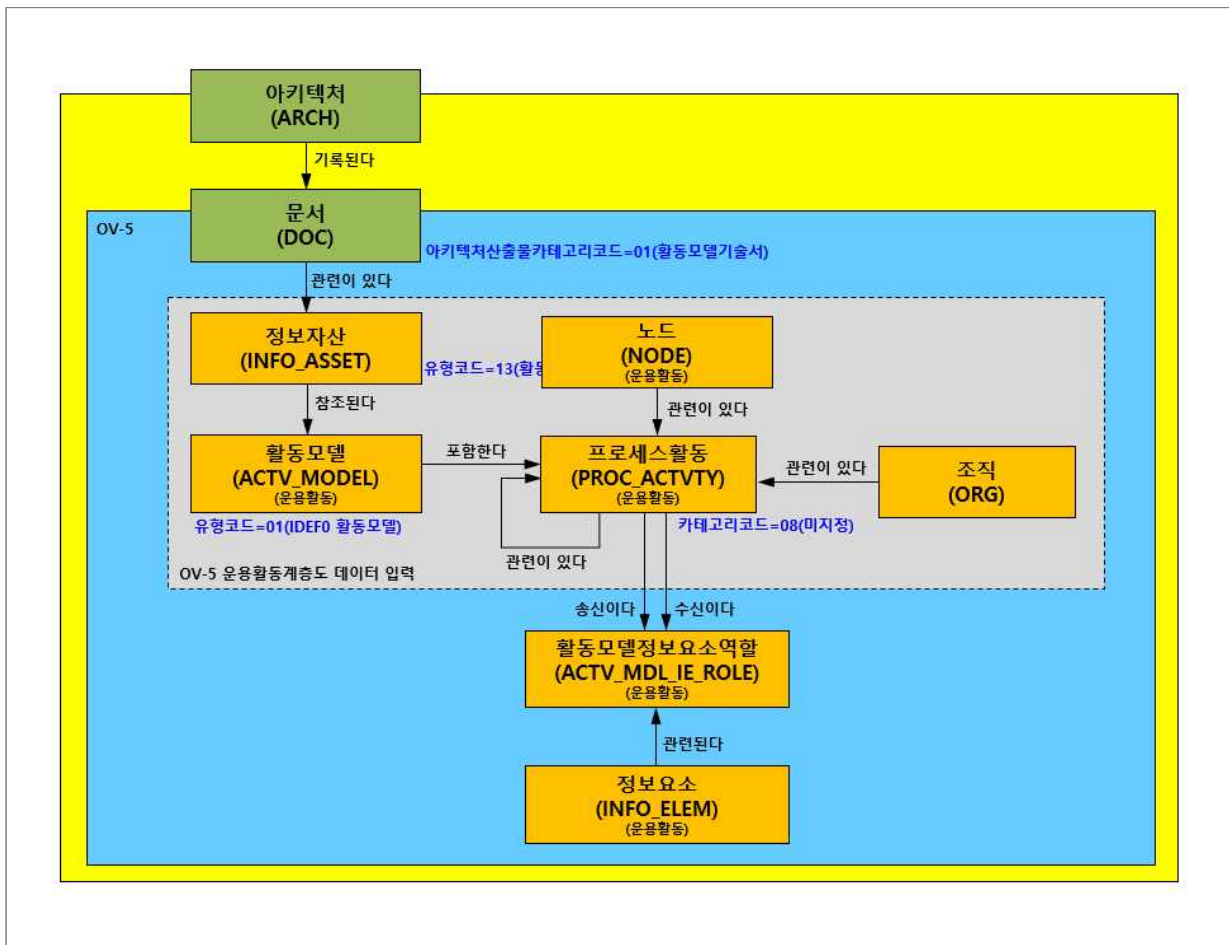 아키텍처
(ARCH)
기록된다
문서
(DOC)
OV-5
아키텍처산출물카테고리코드=01(활동모델기술서)
관련이 있다
정보자산
(INFO_ASSET)
유형코드=13(활동
노드
(NODE)
(운용활동)
참조된다
관련이 있다
활동모델
(ACTV_MODEL)
(운용활동)
포함한다
프로세스활동
(PROC_ACTVTY)
(운용활동)
관련이 있다
조직
(ORG)
유형코드=01(IDEF0 활동모델)
카테고리코드=08(미지정)
관련이 있다
OV-5 운용활동계층도 데이터 입력
송신이다
수신이다
활동모델정보요소역할
(ACTV_MDL_IE_ROLE)
(운용활동)
관련된다
정보요소
(INFO_ELEM)
(운용활동)